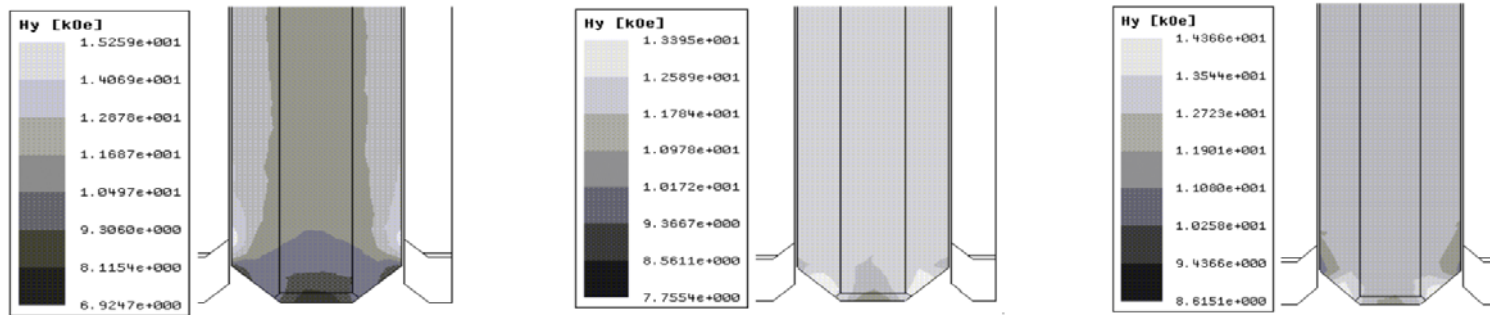 Hy [kOe]
1.5259e+001
1.4069e+001
1.2878e+001
1.1687e+001
1.0497e+001
9.3060e+000
8.1154e+000
6.9247e+000
Hy [kOe]
1.3395e+001
1.2589e+001
1.1784e+001
1.0978e+001
1.0172e+001
9.3667e+000
8.5611e+000
7.7554e+000
Hy [kOe]
1.4366e+001
1.3544e+001
1.2723e+001
1.1901e+001
1.1080e+001
1.0258e+001
9.4366e+000
8.6151e+000